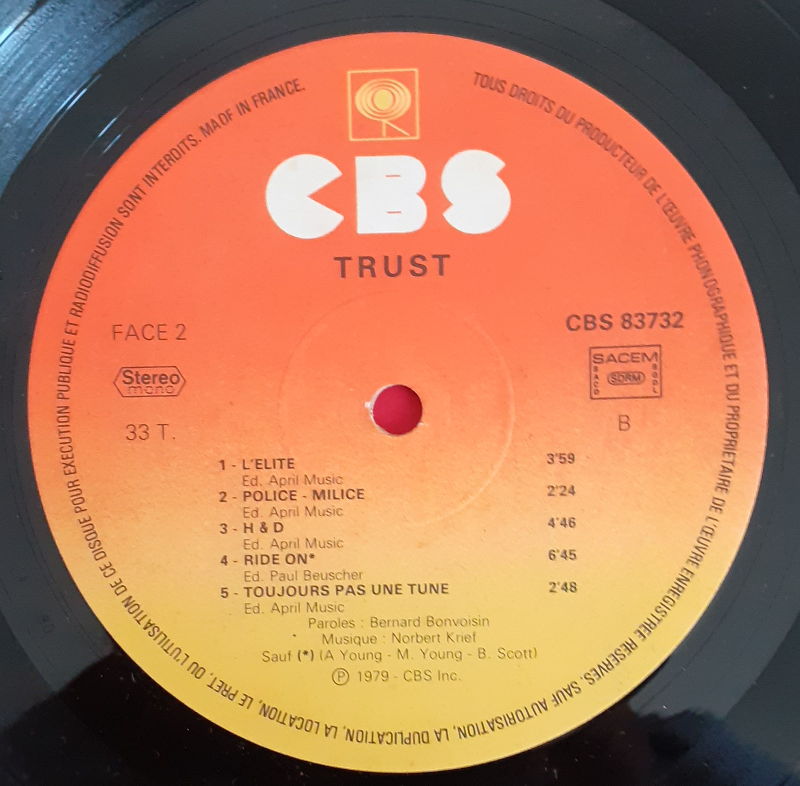 TOUS DROITS DU PRODUCTEUR DE L'ŒUVRE PHONOGRAPHIQUE ET DU PROPRIETAIRE DE L'ŒUVRE ENREGISTREE RESERVES. SAUF AUTORISATION, LA DUPLICATION, LA LOCATION, LE PRET, OU L'UTILISATION DE CE DISQUE POUR EXECUTION PUBLIQUE ET RADIODIFFUSION SONT INTERDITS. MADE IN FRANCE.
CBS
TRUST
FACE 2
CBS 83732
Stereo
mono
SACEM
SACD
SDRM
SGDL
33 T.
B
1 - L'ELITE 3'59
Ed. April Music
2 - POLICE - MILICE 2'24
Ed. April Music
3 - H & D 4'46
Ed. April Music
4 - RIDE ON* 6'45
Ed. Paul Beuscher
5 - TOUJOURS PAS UNE TUNE 2'48
Ed. April Music
Paroles : Bernard Bonvoisin
Musique : Norbert Krief
Sauf (*) (A Young - M. Young - B. Scott)
Ⓟ 1979 - CBS Inc.